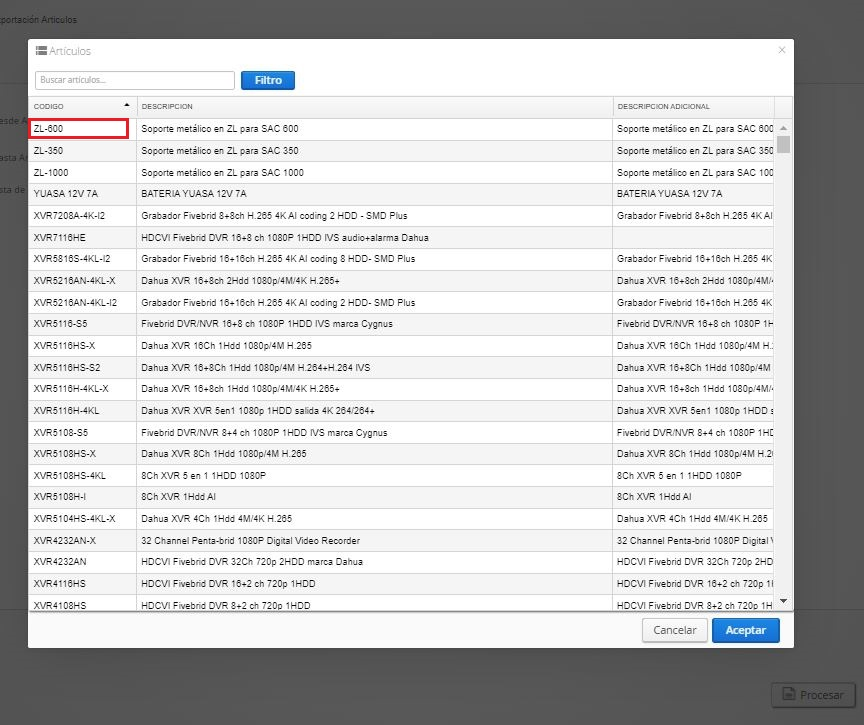 portación Articulos
Artículos
×
Buscar artículos...
Filtro
CODIGO DESCRIPCION DESCRIPCION ADICIONAL
ZL-600 Soporte metálico en ZL para SAC 600 Soporte metálico en ZL para SAC 600
ZL-350 Soporte metálico en ZL para SAC 350 Soporte metálico en ZL para SAC 350
ZL-1000 Soporte metálico en ZL para SAC 1000 Soporte metálico en ZL para SAC 100
YUASA 12V 7A BATERIA YUASA 12V 7A BATERIA YUASA 12V 7A
XVR7208A-4K-I2 Grabador Fivebrid 8+8ch H.265 4K AI coding 2 HDD - SMD Plus Grabador Fivebrid 8+8ch H.265 4K AI
XVR7116HE HDCVI Fivebrid DVR 16+8 ch 1080P 1HDD IVS audio+alarma Dahua
XVR5816S-4KL-I2 Grabador Fivebrid 16+16ch H.265 4K AI coding 8 HDD- SMD Plus Grabador Fivebrid 16+16ch H.265 4K
XVR5216AN-4KL-X Dahua XVR 16+8ch 2Hdd 1080p/4M/4K H.265+ Dahua XVR 16+8ch 2Hdd 1080p/4M/
XVR5216AN-4KL-I2 Grabador Fivebrid 16+16ch H.265 4K AI coding 2 HDD- SMD Plus Grabador Fivebrid 16+16ch H.265 4K
XVR5116-S5 Fivebrid DVR/NVR 16+8 ch 1080P 1HDD IVS marca Cygnus Fivebrid DVR/NVR 16+8 ch 1080P 1H
XVR5116HS-X Dahua XVR 16Ch 1Hdd 1080p/4M H.265 Dahua XVR 16Ch 1Hdd 1080p/4M H.
XVR5116HS-S2 Dahua XVR 16+8Ch 1Hdd 1080p/4M H.264+H.264 IVS Dahua XVR 16+8Ch 1Hdd 1080p/4M
XVR5116H-4KL-X Dahua XVR 16+8ch 1Hdd 1080p/4M/4K H.265+ Dahua XVR 16+8ch 1Hdd 1080p/4M/
XVR5116H-4KL Dahua XVR XVR 5en1 1080p 1HDD salida 4K 264/264+ Dahua XVR XVR 5en1 1080p 1HDD s
XVR5108-S5 Fivebrid DVR/NVR 8+4 ch 1080P 1HDD IVS marca Cygnus Fivebrid DVR/NVR 8+4 ch 1080P 1HD
XVR5108HS-X Dahua XVR 8Ch 1Hdd 1080p/4M H.265 Dahua XVR 8Ch 1Hdd 1080p/4M H.2
XVR5108HS-4KL 8Ch XVR 5 en 1 1HDD 1080P 8Ch XVR 5 en 1 1HDD 1080P
XVR5108H-I 8Ch XVR 1Hdd AI 8Ch XVR 1Hdd AI
XVR5104HS-4KL-X Dahua XVR 4Ch 1Hdd 4M/4K H.265 Dahua XVR 4Ch 1Hdd 4M/4K H.265
XVR4232AN-X 32 Channel Penta-brid 1080P Digital Video Recorder 32 Channel Penta-brid 1080P Digital V
XVR4232AN HDCVI Fivebrid DVR 32Ch 720p 2HDD marca Dahua HDCVI Fivebrid DVR 32Ch 720p 2HD
XVR4116HS HDCVI Fivebrid DVR 16+2 ch 720p 1HDD HDCVI Fivebrid DVR 16+2 ch 720p 1
XVR4108HS HDCVI Fivebrid DVR 8+2 ch 720p 1HDD HDCVI Fivebrid DVR 8+2 ch 720p 1H
esde A
asta A
sta de
Cancelar Aceptar
Procesar